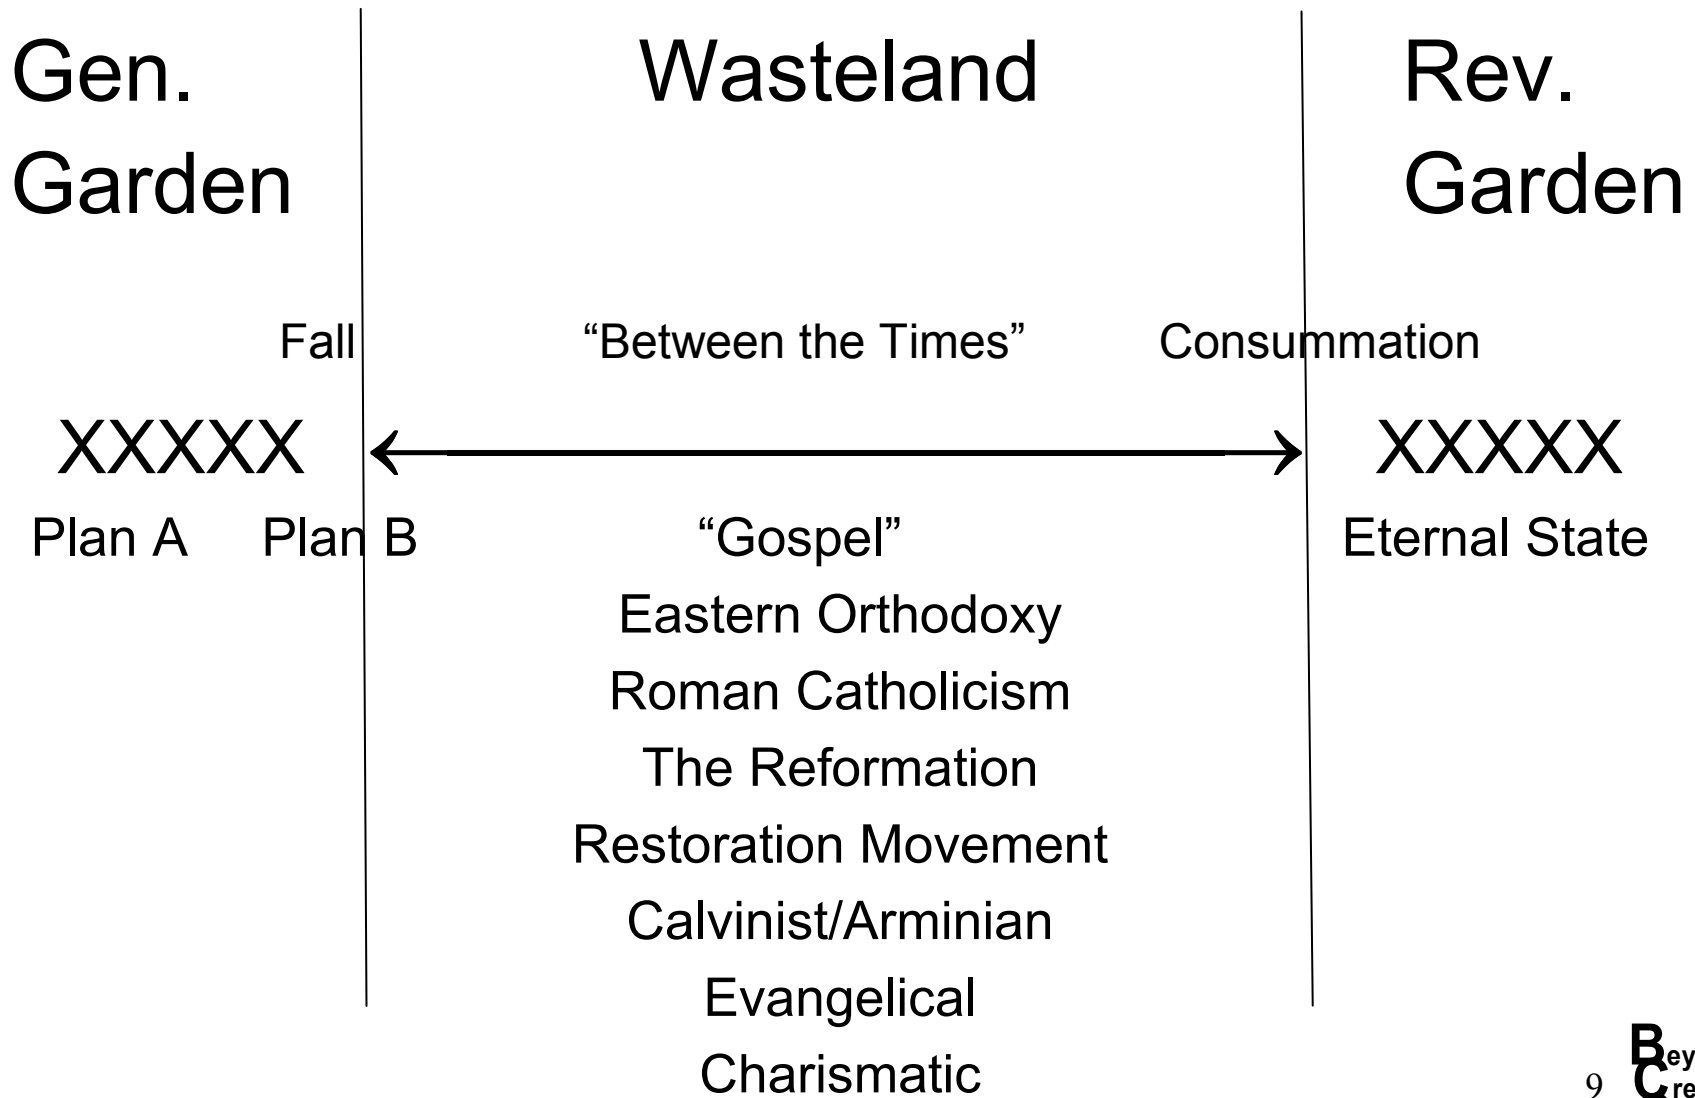 Gen. Wasteland Rev.
Garden Garden
Fall “Between the Times” Consummation
XXXXX XXXXX
Plan A Plan B “Gospel” Eternal State
Eastern Orthodoxy
Roman Catholicism
The Reformation
Restoration Movement
Calvinist/Arminian
Evangelical
Charismatic
9